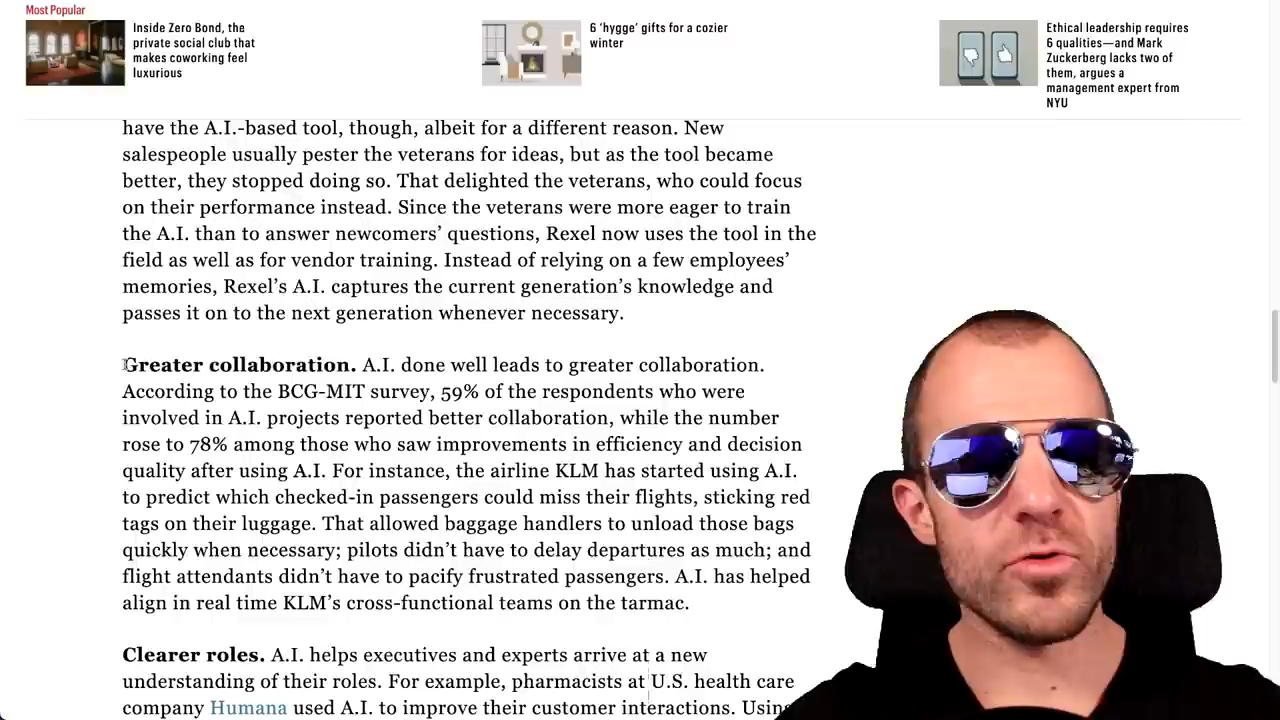 Most Popular
Inside Zero Bond, the
private social club that
makes coworking feel
luxurious
6 ‘hygge’ gifts for a cozier
winter
Ethical leadership requires
6 qualities—and Mark
Zuckerberg lacks two of
them, argues a
management expert from
NYU
have the A.I.-based tool, though, albeit for a different reason. New
salespeople usually pester the veterans for ideas, but as the tool became
better, they stopped doing so. That delighted the veterans, who could focus
on their performance instead. Since the veterans were more eager to train
the A.I. than to answer newcomers’ questions, Rexel now uses the tool in the
field as well as for vendor training. Instead of relying on a few employees’
memories, Rexel’s A.I. captures the current generation’s knowledge and
passes it on to the next generation whenever necessary.
Greater collaboration. A.I. done well leads to greater collaboration.
According to the BCG-MIT survey, 59% of the respondents who were
involved in A.I. projects reported better collaboration, while the number
rose to 78% among those who saw improvements in efficiency and decision
quality after using A.I. For instance, the airline KLM has started using A.I.
to predict which checked-in passengers could miss their flights, sticking red
tags on their luggage. That allowed baggage handlers to unload those bags
quickly when necessary; pilots didn’t have to delay departures as much; and
flight attendants didn’t have to pacify frustrated passengers. A.I. has helped
align in real time KLM’s cross-functional teams on the tarmac.
Clearer roles. A.I. helps executives and experts arrive at a new
understanding of their roles. For example, pharmacists at U.S. health care
company Humana used A.I. to improve their customer interactions. Using